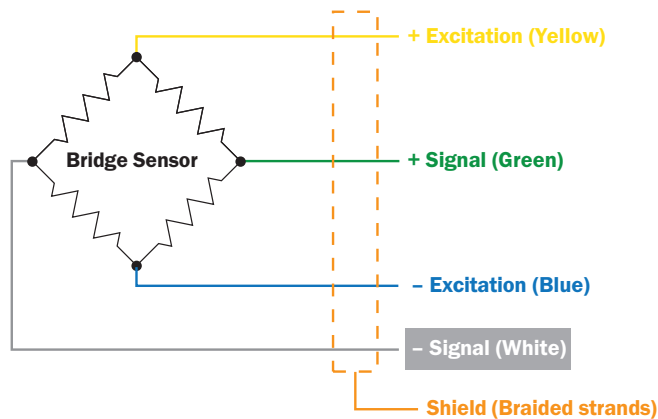 + Excitation (Yellow)
Bridge Sensor
+ Signal (Green)
– Excitation (Blue)
– Signal (White)
Shield (Braided strands)